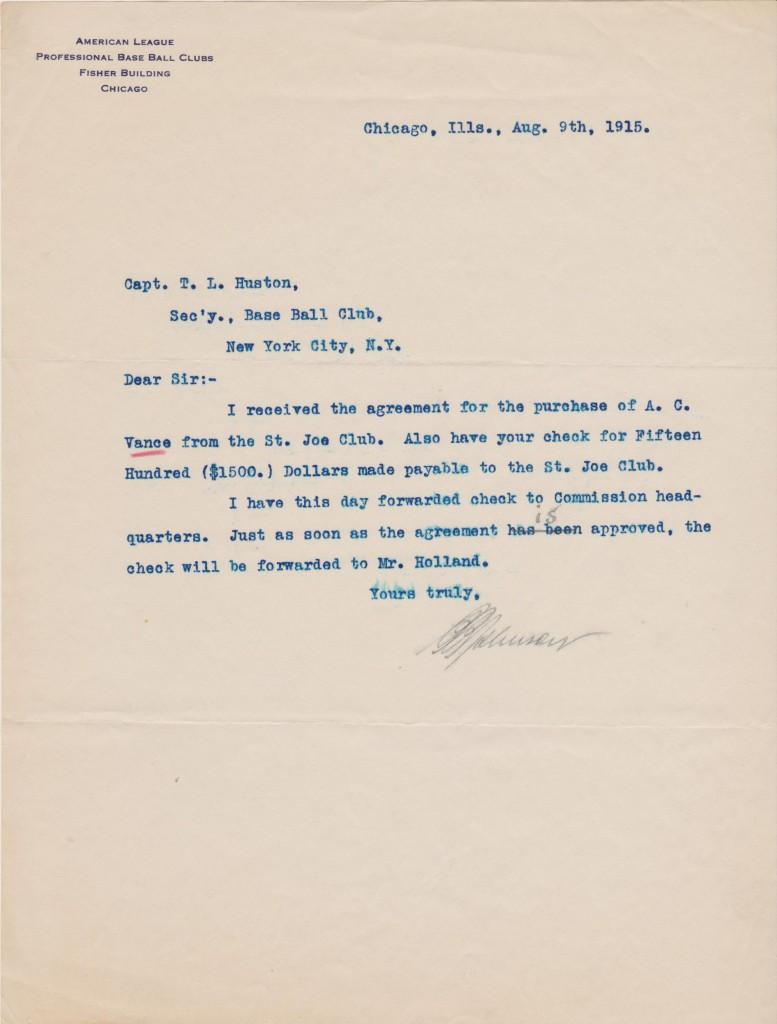 AMERICAN LEAGUE
PROFESSIONAL BASE BALL CLUBS
FISHER BUILDING
CHICAGO
Chicago, Ills., Aug. 9th, 1915.
Capt. T. L. Huston,
Sec'y., Base Ball Club,
New York City, N.Y.
Dear Sir:-
I received the agreement for the purchase of A. C.
Vance from the St. Joe Club. Also have your check for Fifteen
Hundred ($1500.) Dollars made payable to the St. Joe Club.
I have this day forwarded check to Commission head-
is
quarters. Just as soon as the agreement has been approved, the
check will be forwarded to Mr. Holland.
Yours truly,
BBJohnson